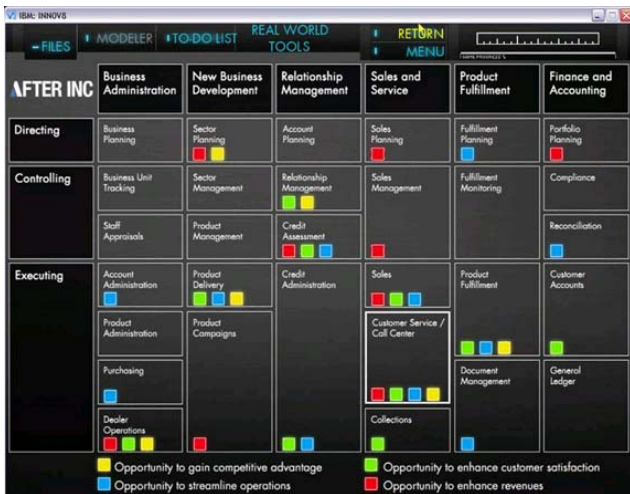 IBM: INNOV8
FILES
MODELER
TO-DO LIST
REAL WORLD
TOOLS
RETURN
MENU
AFTER INC
Business
Administration
New Business
Development
Relationship
Management
Sales and
Service
Product
Fulfillment
Finance and
Accounting
Directing
Business
Planning
Sector
Planning
Account
Planning
Sales
Planning
Fulfillment
Planning
Portfolio
Planning
Controlling
Business Unit
Tracking
Sector
Management
Relationship
Management
Sales
Management
Fulfillment
Monitoring
Compliance
Staff
Appraisals
Product
Management
Credit
Assessment
Reconciliation
Executing
Account
Administration
Product
Delivery
Credit
Administration
Sales
Product
Fulfillment
Customer
Accounts
Product
Administration
Product
Campaigns
Customer Service /
Call Center
Purchasing
Document
Management
General
Ledger
Dealer
Operations
Collections
Opportunity to gain competitive advantage
Opportunity to enhance customer satisfaction
Opportunity to streamline operations
Opportunity to enhance revenues